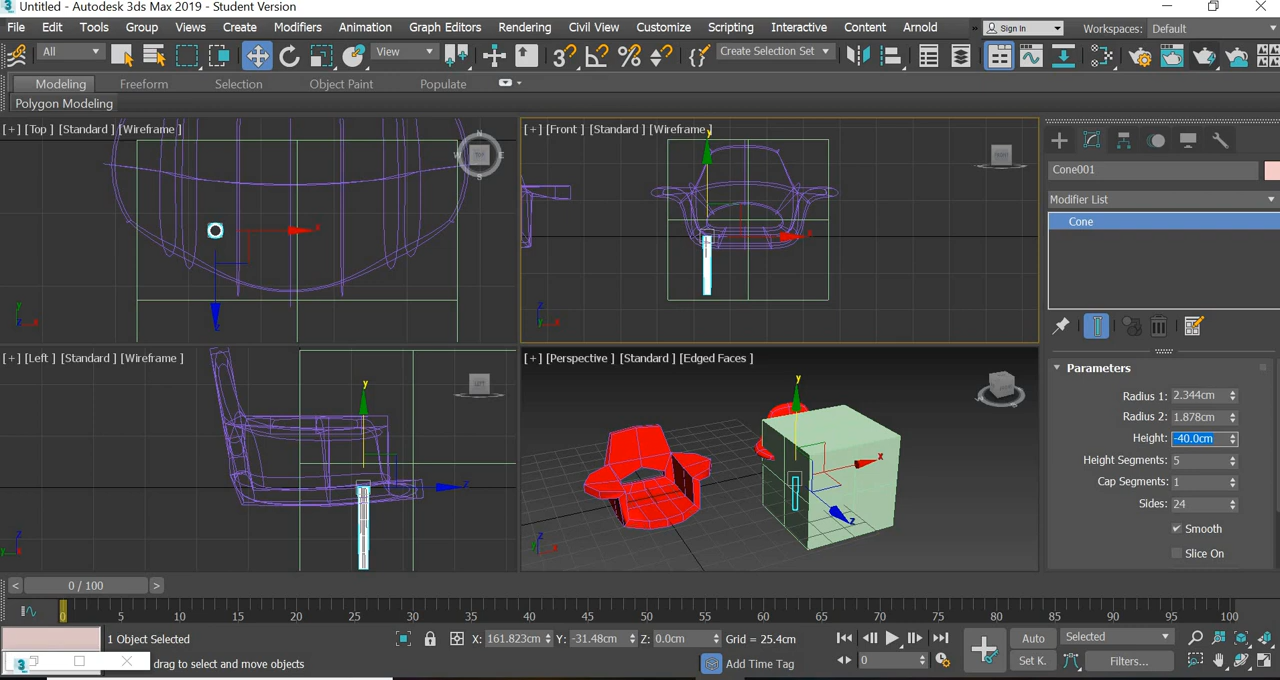 Untitled - Autodesk 3ds Max 2019 - Student Version
File Edit Tools Group Views Create Modifiers Animation Graph Editors Rendering Civil View Customize Scripting Interactive Content Arnold » Sign In Workspaces: Default
All View Create Selection Set
Modeling Freeform Selection Object Paint Populate
Polygon Modeling
[+] [Top] [Standard] [Wireframe]
[+] [Front] [Standard] [Wireframe]
Cone001
Modifier List
Cone
[+] [Left] [Standard] [Wireframe]
[+] [Perspective] [Standard] [Edged Faces]
Parameters
Radius 1: 2.344cm
Radius 2: 1.878cm
Height: -40.0cm
Height Segments: 5
Cap Segments: 1
Sides: 24
Smooth
Slice On
< 0 / 100 >
0 5 10 15 20 25 30 35 40 45 50 55 60 65 70 75 80 85 90 95 100
1 Object Selected X: 161.823cm Y: -31.48cm Z: 0.0cm Grid = 25.4cm Auto Selected
drag to select and move objects Add Time Tag 0 Set K. Filters...